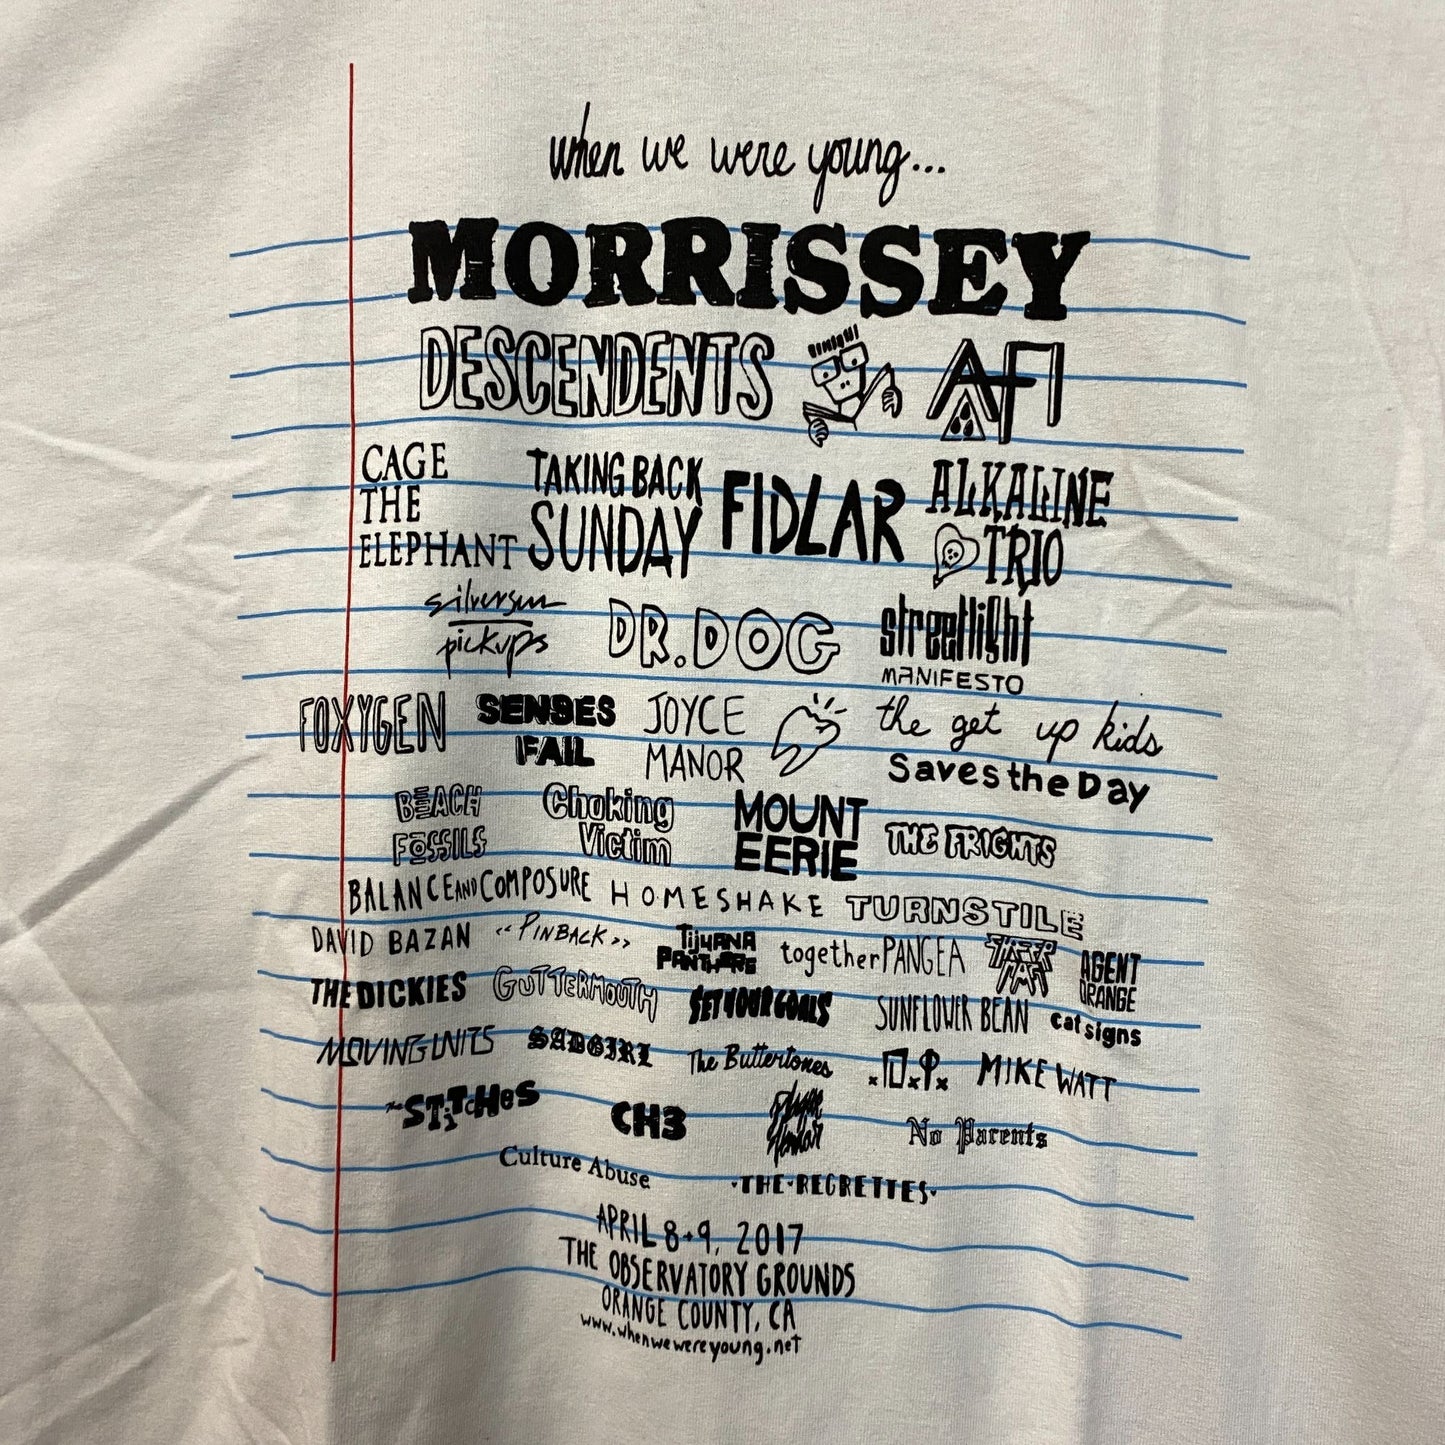 when we were young...
MORRISSEY
DESCENDENTS AFI
CAGE THE ELEPHANT
TAKING BACK SUNDAY
FIDLAR
ALKALINE TRIO
silversun pickups
DR. DOG
streetlight MANIFESTO
FOXYGEN
SENSES FAIL
JOYCE MANOR
the get up kids
Saves the Day
BEACH FOSSILS
Choking Victim
MOUNT EERIE
THE FRIGHTS
BALANCE AND COMPOSURE HOMESHAKE TURNSTILE
DAVID BAZAN <<PINBACK>>
TIJUANA PANTHERS
together PANGEA
SHEER MAG
AGENT ORANGE
THE DICKIES GUTTERMOUTH SET YOUR GOALS SUNFLOWER BEAN cat signs
MOVING UNITS SADGIRL The Buttertones MIKE WATT
The STITCHES CH3 No Parents
Culture Abuse THE REGRETTES
APRIL 8+9, 2017
THE OBSERVATORY GROUNDS
ORANGE COUNTY, CA
www.whenwewereyoung.net